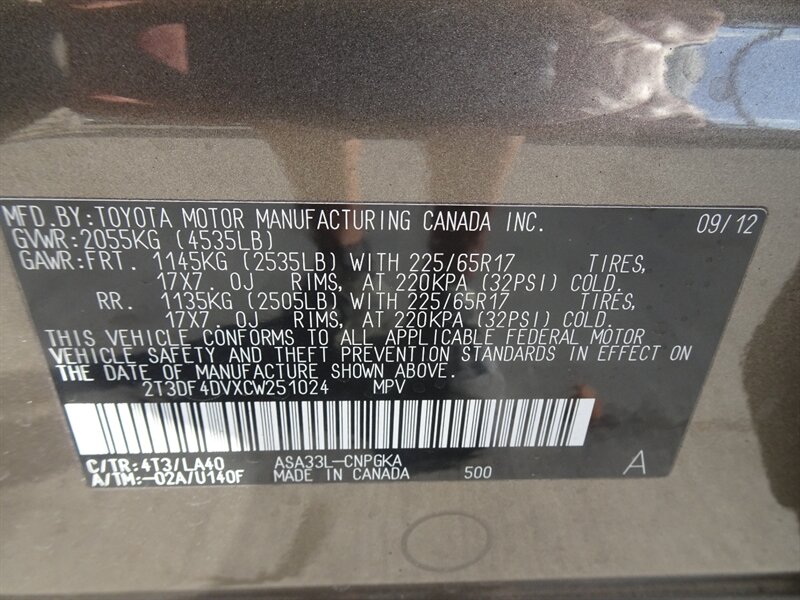 MFD.BY:TOYOTA MOTOR MANUFACTURING CANADA INC. 09/12
GVWR:2055KG (4535LB)
GAWR:FRT. 1145KG (2535LB) WITH 225/65R17 TIRES,
17X7.0J RIMS, AT 220KPA (32PSI) COLD.
RR. 1135KG (2505LB) WITH 225/65R17 TIRES,
17X7.0J RIMS, AT 220KPA (32PSI) COLD.
THIS VEHICLE CONFORMS TO ALL APPLICABLE FEDERAL MOTOR
VEHICLE SAFETY AND THEFT PREVENTION STANDARDS IN EFFECT ON
THE DATE OF MANUFACTURE SHOWN ABOVE.
2T3DF4DVXCW251024 MPV
C/TR:4T3/LA40 ASA33L-CNPGKA A
A/TM:-02A/U140F MADE IN CANADA 500